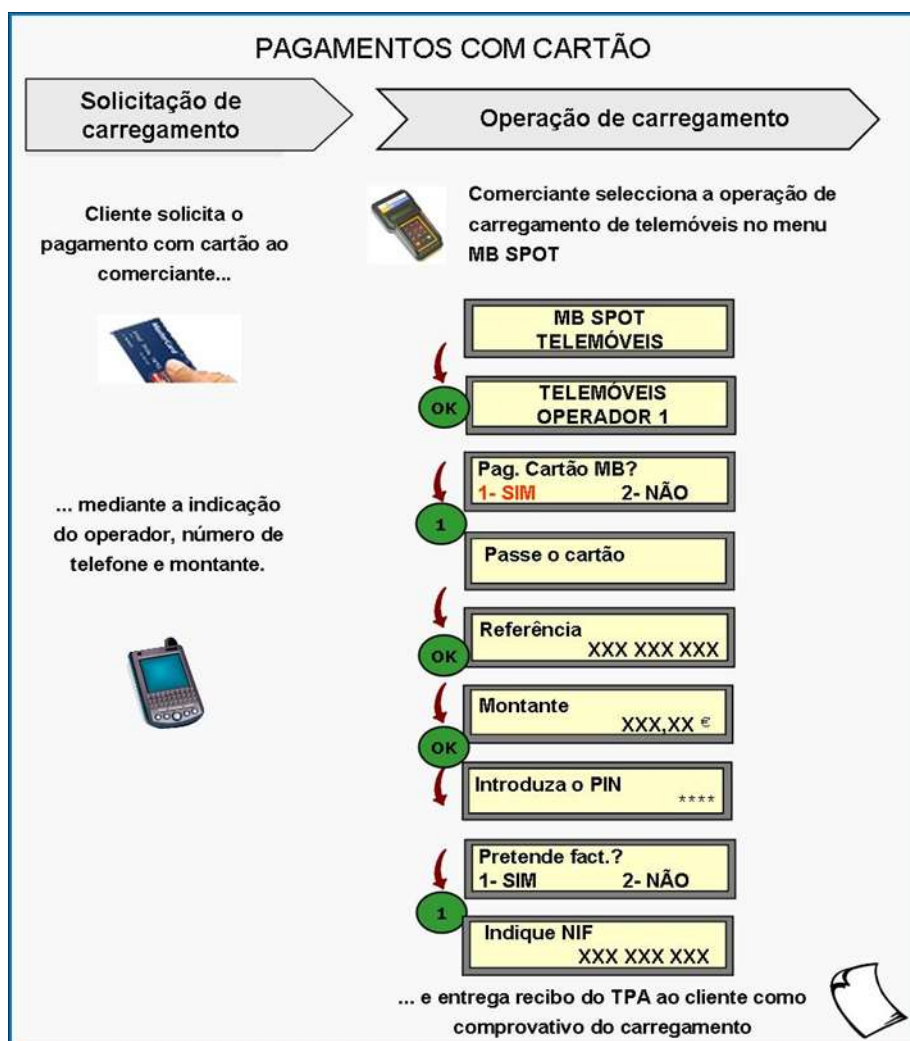 PAGAMENTOS COM CARTÃO
Solicitação de
carregamento
Operação de carregamento
Cliente solicita o
pagamento com cartão ao
comerciante...
MasterCard
... mediante a indicação
do operador, número de
telefone e montante.
Comerciante selecciona a operação de
carregamento de telemóveis no menu
MB SPOT
MB SPOT
TELEMÓVEIS
OK
TELEMÓVEIS
OPERADOR 1
Pag. Cartão MB?
1- SIM 2- NÃO
1
Passe o cartão
Referência
XXX XXX XXX
OK
Montante
XXX,XX €
OK
Introduza o PIN
****
Pretende fact.?
1- SIM 2- NÃO
1
Indique NIF
XXX XXX XXX
... e entrega recibo do TPA ao cliente como
comprovativo do carregamento